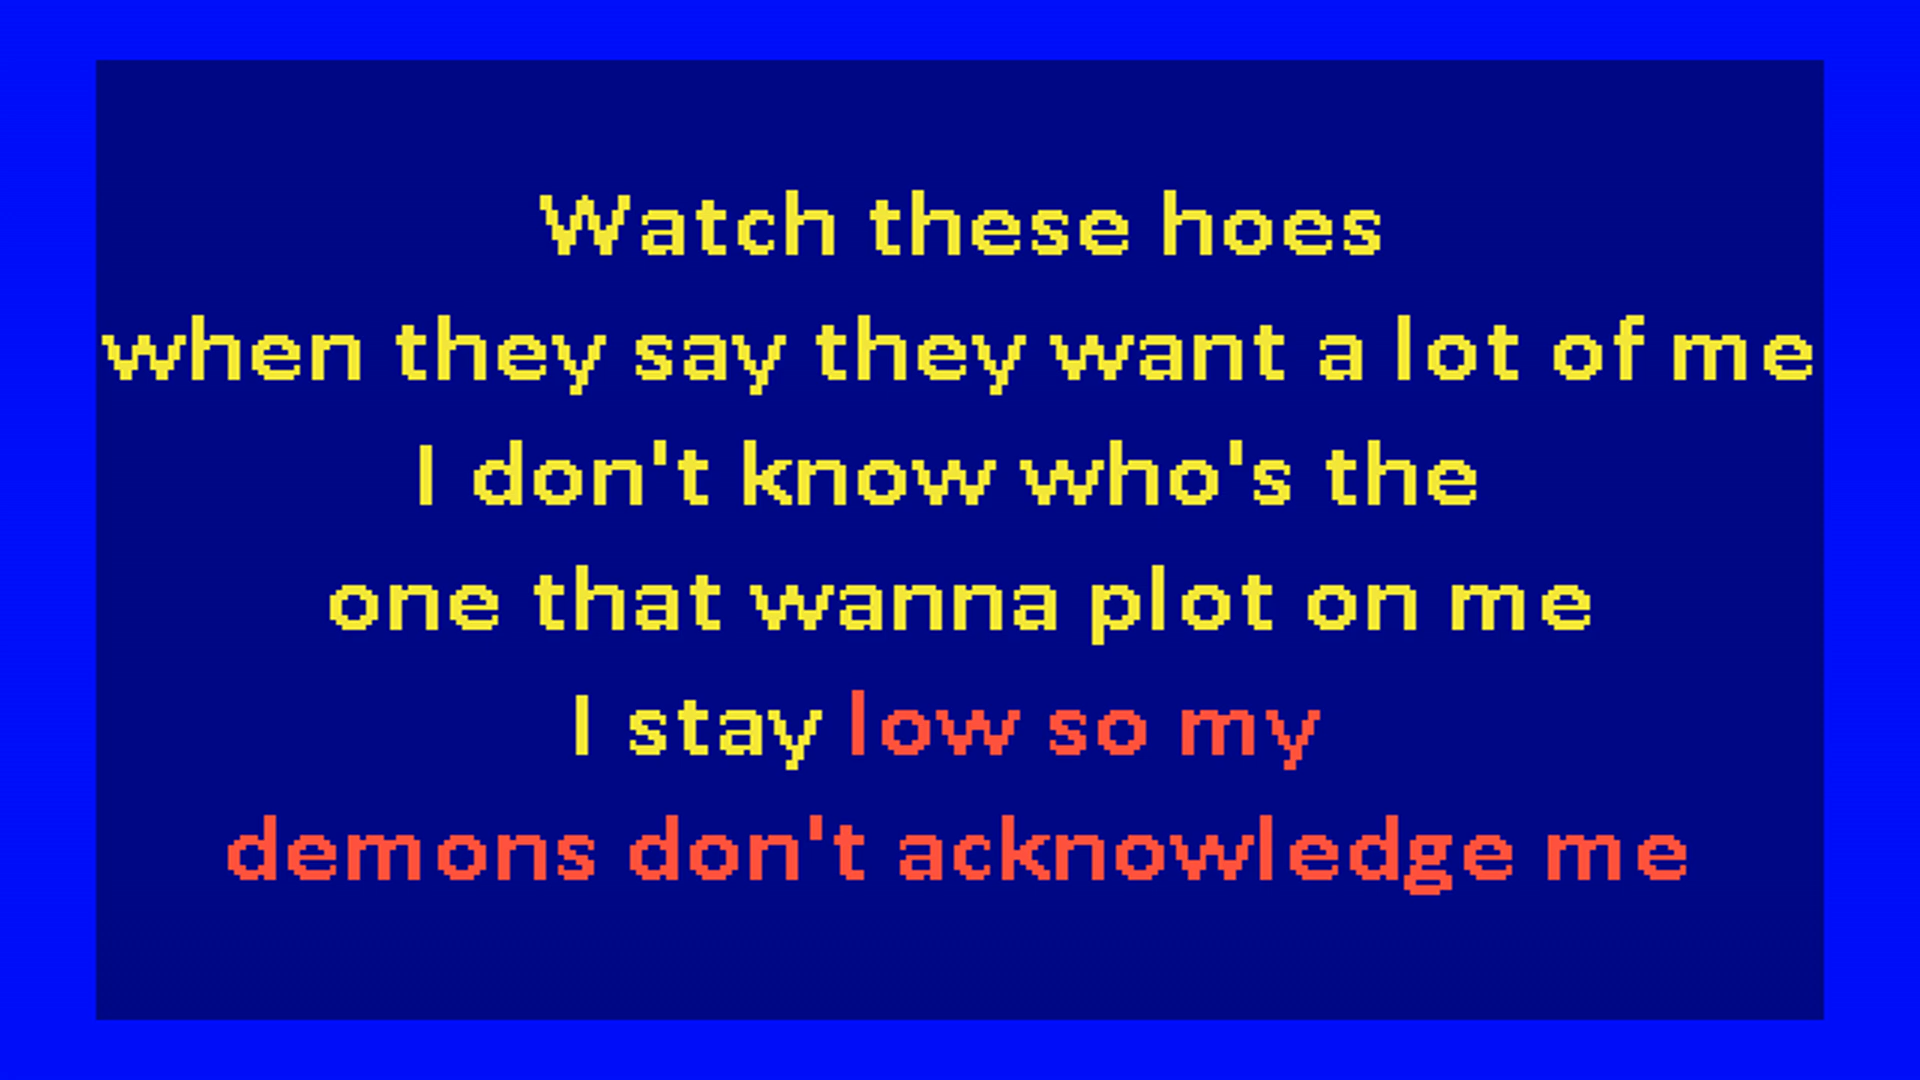 Watch these hoes
when they say they want a lot of me
I don't know who's the
one that wanna plot on me
I stay low so my
demons don't acknowledge me